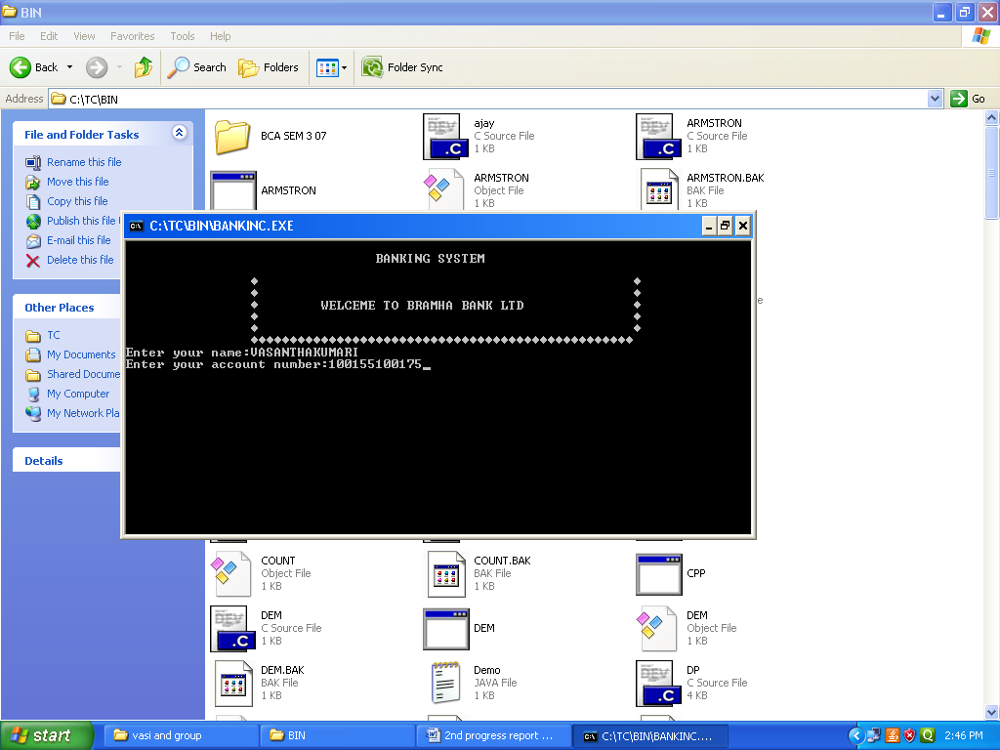 BIN
File Edit View Favorites Tools Help
Back Search Folders Folder Sync
Address C:\TC\BIN Go
File and Folder Tasks
Rename this file
Move this file
Copy this file
Publish this file
E-mail this file
Delete this file
Other Places
TC
My Documents
Shared Docume
My Computer
My Network Pla
Details
BCA SEM 3 07
ajay
C Source File
1 KB
ARMSTRON
C Source File
1 KB
ARMSTRON
ARMSTRON
Object File
1 KB
ARMSTRON.BAK
BAK File
1 KB
C:\TC\BIN\BANKINC.EXE
BANKING SYSTEM
WELCEME TO BRAMHA BANK LTD
Enter your name:VASANTHAKUMARI
Enter your account number:100155100175_
e
COUNT
Object File
1 KB
COUNT.BAK
BAK File
1 KB
CPP
DEM
C Source File
1 KB
DEM
DEM
Object File
1 KB
DEM.BAK
BAK File
1 KB
Demo
JAVA File
1 KB
DP
C Source File
4 KB
start vasi and group BIN 2nd progress report ... C:\TC\BIN\BANKINC.... 2:46 PM